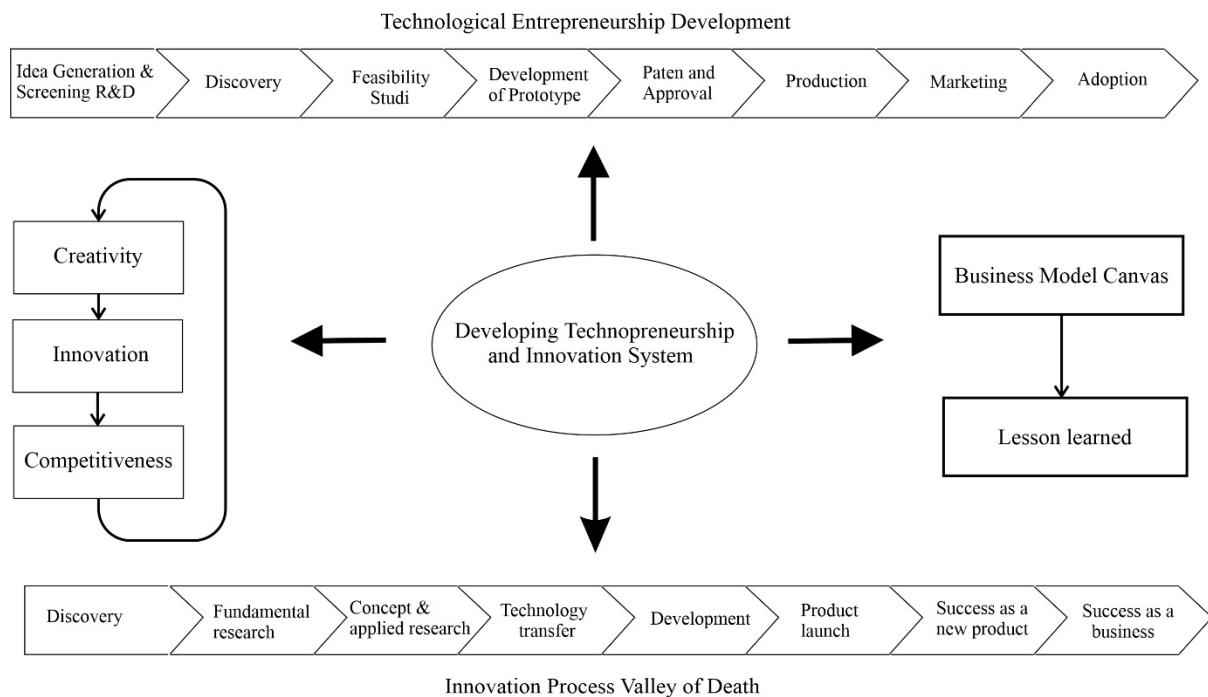 Technological Entrepreneurship Development
Idea Generation &
Screening R&D
Discovery
Feasibility
Studi
Development
of Prototype
Paten and
Approval
Production
Marketing
Adoption
Creativity
Innovation
Competitiveness
Developing Technopreneurship
and Innovation System
Business Model Canvas
Lesson learned
Discovery
Fundamental
research
Concept &
applied research
Technology
transfer
Development
Product
launch
Success as a
new product
Success as a
business
Innovation Process Valley of Death